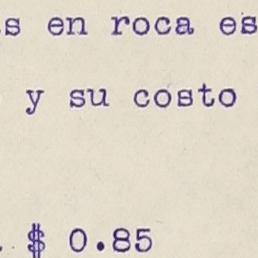 s en roca es
y su costo
$ 0.85